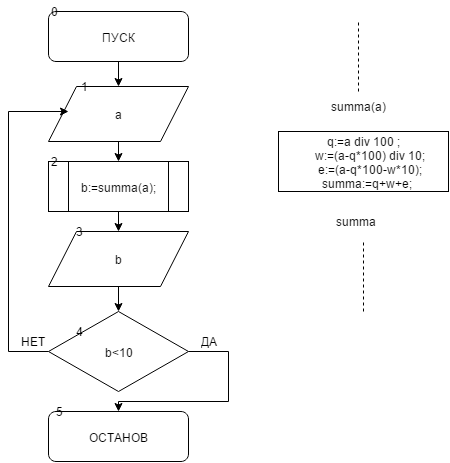 0
ПУСК
1
a
2
b:=summa(a);
3
b
4
НЕТ
ДА
b<10
5
ОСТАНОВ
summa(a)
q:=a div 100 ;
w:=(a-q*100) div 10;
e:=(a-q*100-w*10);
summa:=q+w+e;
summa